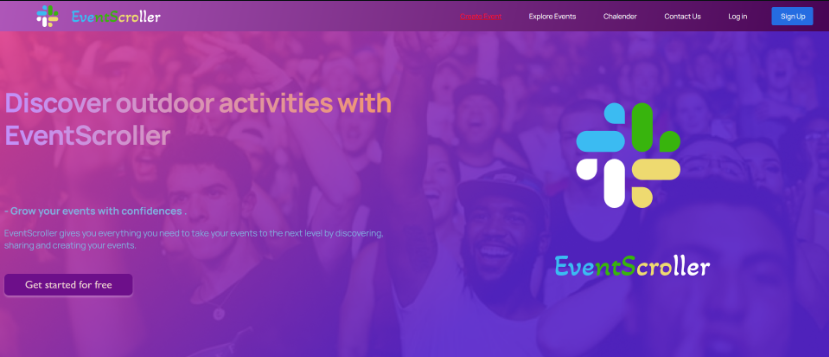 EventScroller
Create Event
Explore Events
Chalender
Contact Us
Log in
Sign Up
Discover outdoor activities with
EventScroller
- Grow your events with confidences .
EventScroller gives you everything you need to take your events to the next level by discovering,
sharing and creating your events.
Get started for free
EventScroller